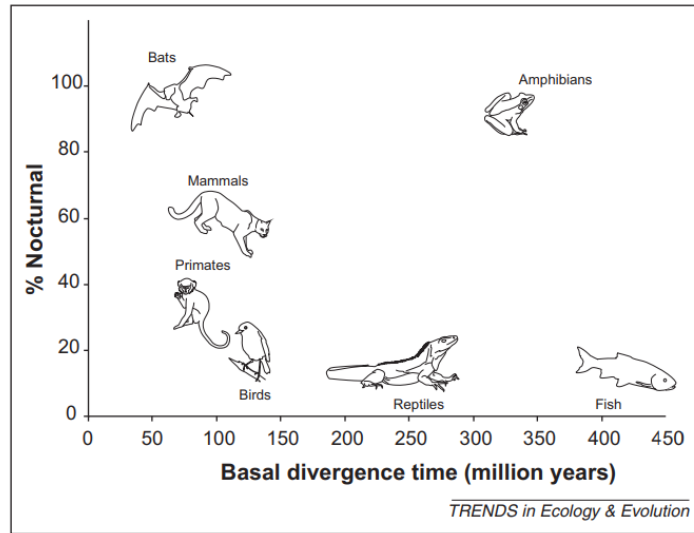 Bats
Amphibians
100
80
Mammals
60
Primates
40
20
Birds
Reptiles
Fish
0
% Nocturnal
0 50 100 150 200 250 300 350 400 450
Basal divergence time (million years)
TRENDS in Ecology & Evolution